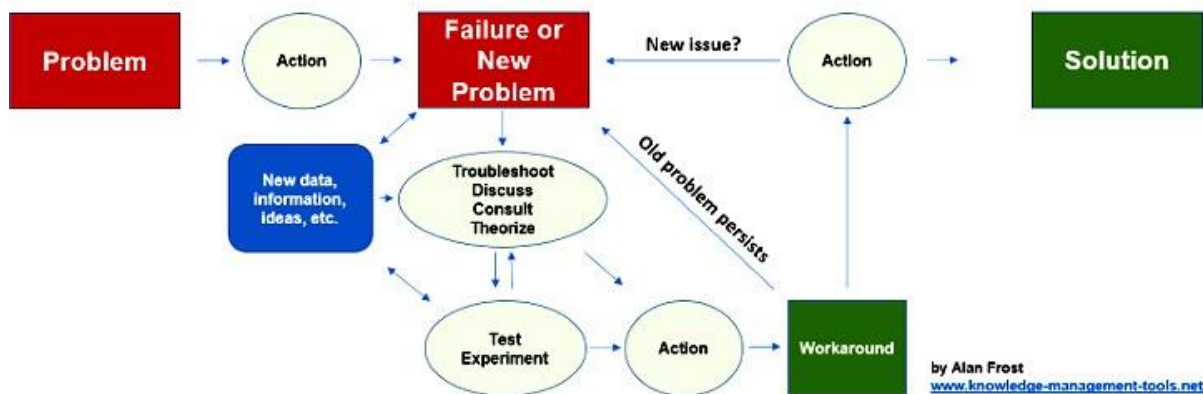 Problem
Action
Failure or
New
Problem
New issue?
Action
Solution
New data,
information,
ideas, etc.
Troubleshoot
Discuss
Consult
Theorize
Old problem persists
Test
Experiment
Action
Workaround
by Alan Frost
www.knowledge-management-tools.net